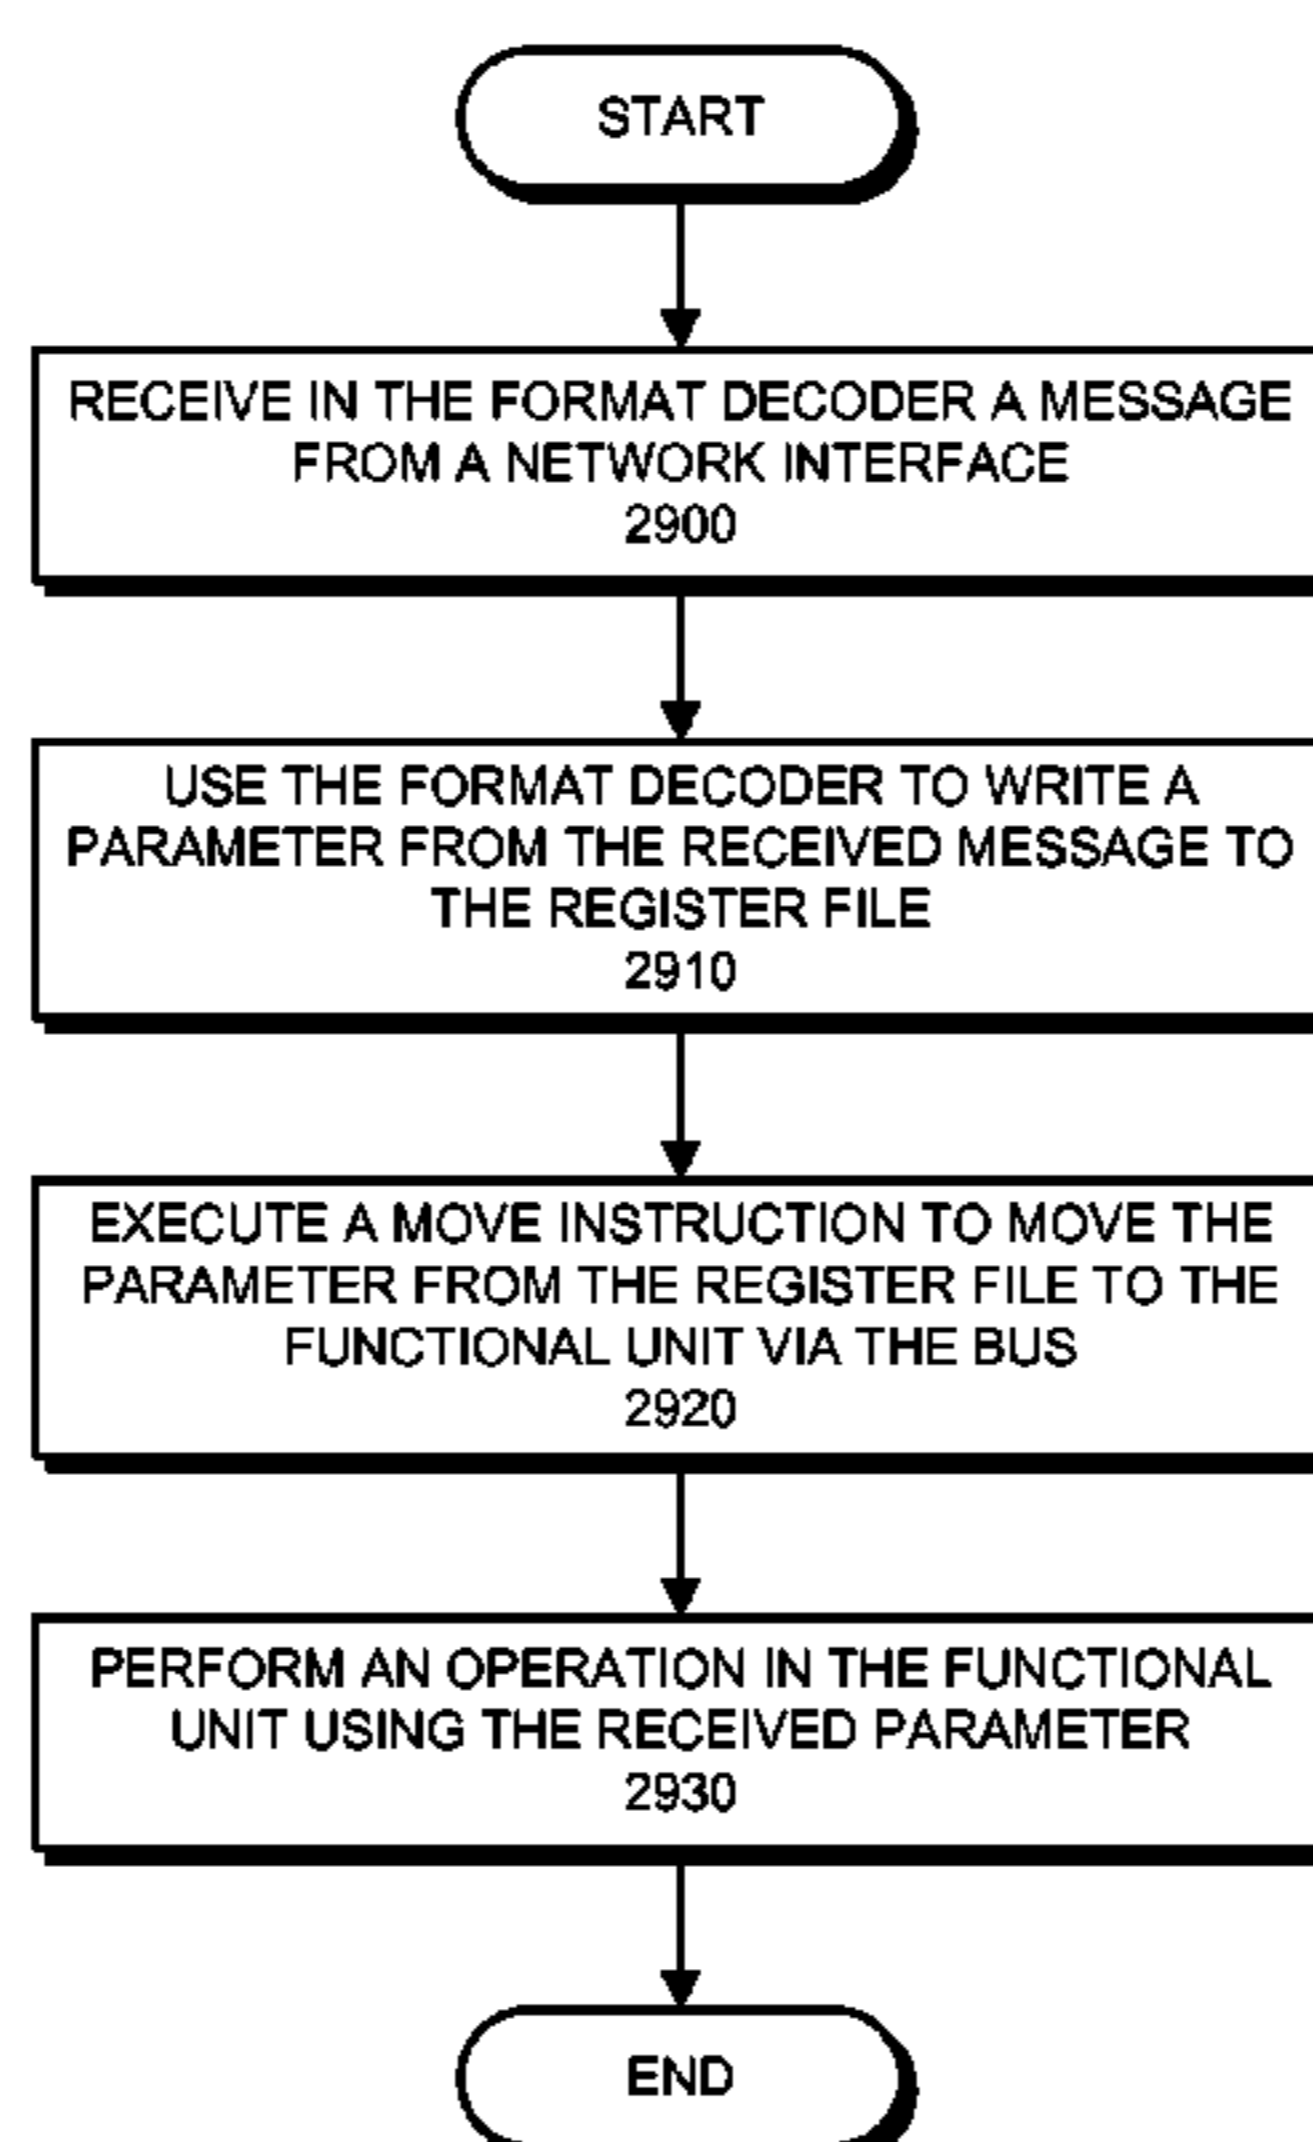 START
RECEIVE IN THE FORMAT DECODER A MESSAGE
FROM A NETWORK INTERFACE
2900
USE THE FORMAT DECODER TO WRITE A
PARAMETER FROM THE RECEIVED MESSAGE TO
THE REGISTER FILE
2910
EXECUTE A MOVE INSTRUCTION TO MOVE THE
PARAMETER FROM THE REGISTER FILE TO THE
FUNCTIONAL UNIT VIA THE BUS
2920
PERFORM AN OPERATION IN THE FUNCTIONAL
UNIT USING THE RECEIVED PARAMETER
2930
END